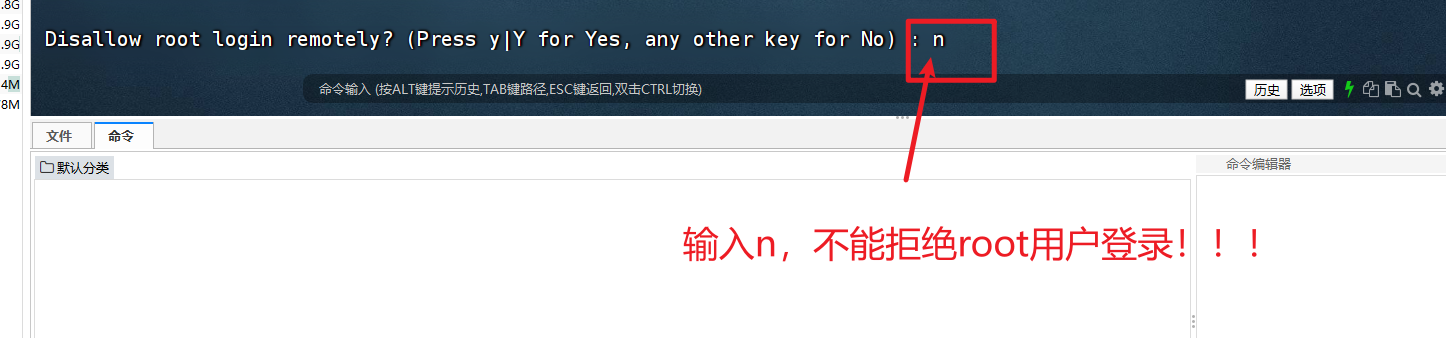 .8G
.9G
.9G
.9G
4M
78M
Disallow root login remotely? (Press y|Y for Yes, any other key for No) : n
命令输入 (按ALT键提示历史,TAB键路径,ESC键返回,双击CTRL切换)
历史
选项
文件
命令
默认分类
命令编辑器
输入n，不能拒绝root用户登录！！！